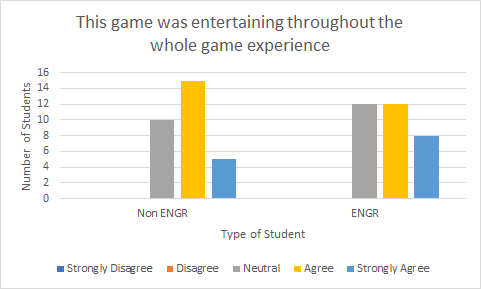 This game was entertaining throughout the
whole game experience
16
14
12
10
8
6
4
2
0
Number of Students
Non ENGR
ENGR
Type of Student
Strongly Disagree
Disagree
Neutral
Agree
Strongly Agree